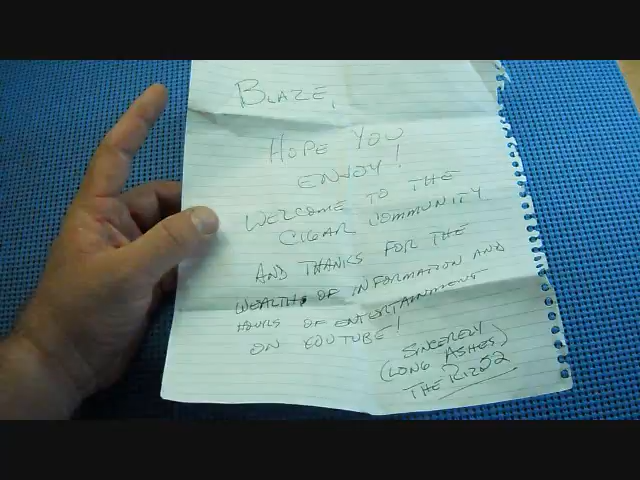 BLAZE,
HOPE YOU
ENJOY!
WELCOME TO THE
CIGAR COMMUNITY
AND THANKS FOR THE
WEALTH OF INFORMATION AND
HOURS OF ENTERTAINMENT
ON YOUTUBE!
SINCERELY
(LONG ASHES)
THE RIZ052